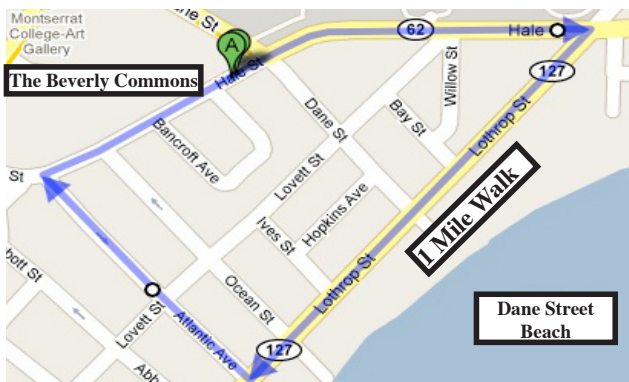 Montserrat
College-Art
Gallery
The Beverly Commons
A
Hale St
62
Hale
127
Dane St
Willow St
Bay St
Lothrop St
Bancroft Ave
Lovett St
Hopkins Ave
Ives St
1 Mile Walk
St
Ocean St
Lothrop St
Lovett St
Atlantic Ave
127
Dane Street
Beach